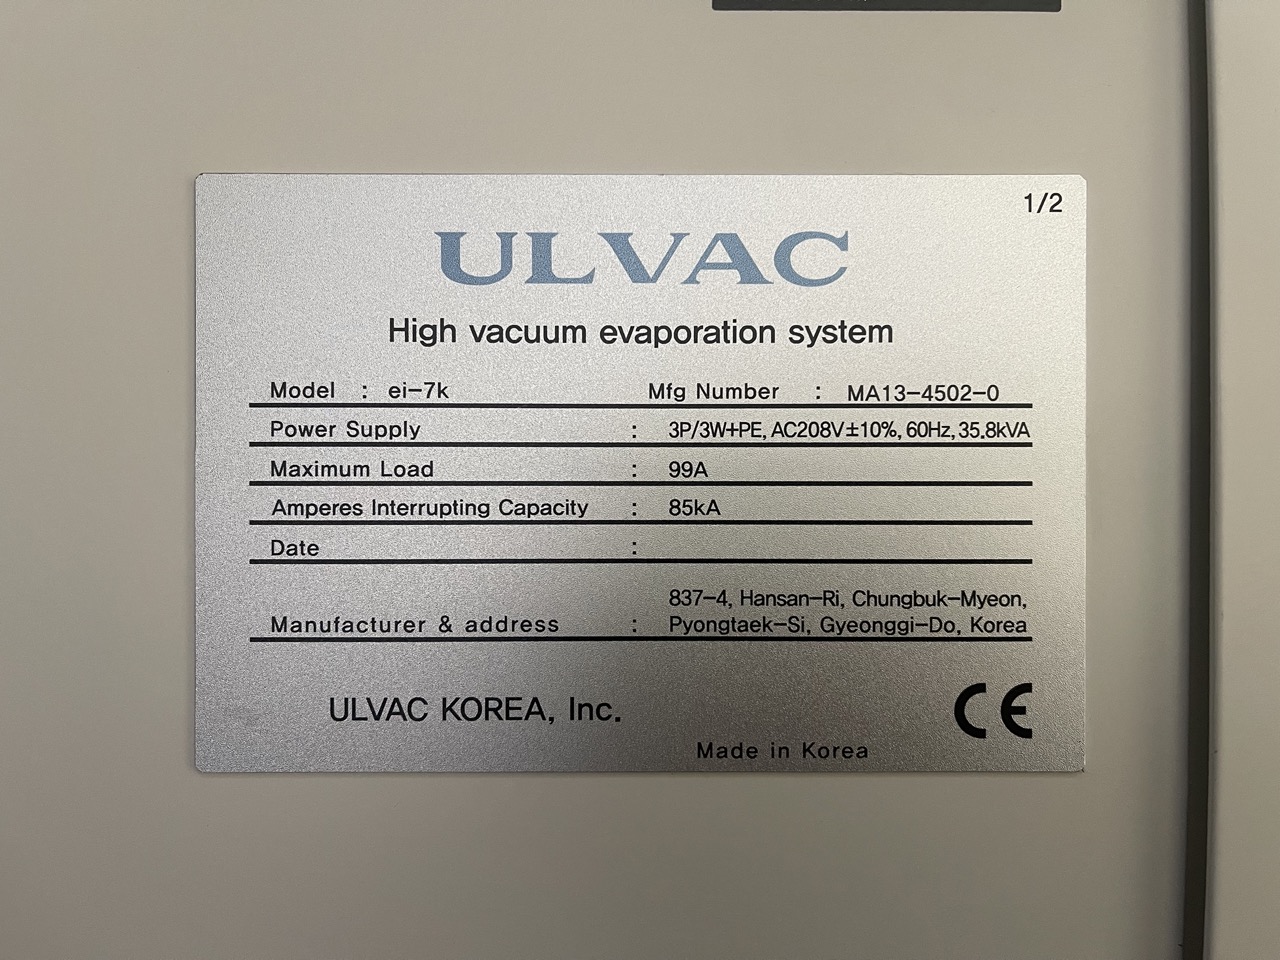 1/2
ULVAC
High vacuum evaporation system
Model : ei-7k Mfg Number : MA13-4502-0
Power Supply : 3P/3W+PE, AC208V±10%, 60Hz, 35.8kVA
Maximum Load : 99A
Amperes Interrupting Capacity : 85kA
Date :
837-4, Hansan-Ri, Chungbuk-Myeon,
Manufacturer & address : Pyongtaek-Si, Gyeonggi-Do, Korea
ULVAC KOREA, Inc. CE
Made in Korea